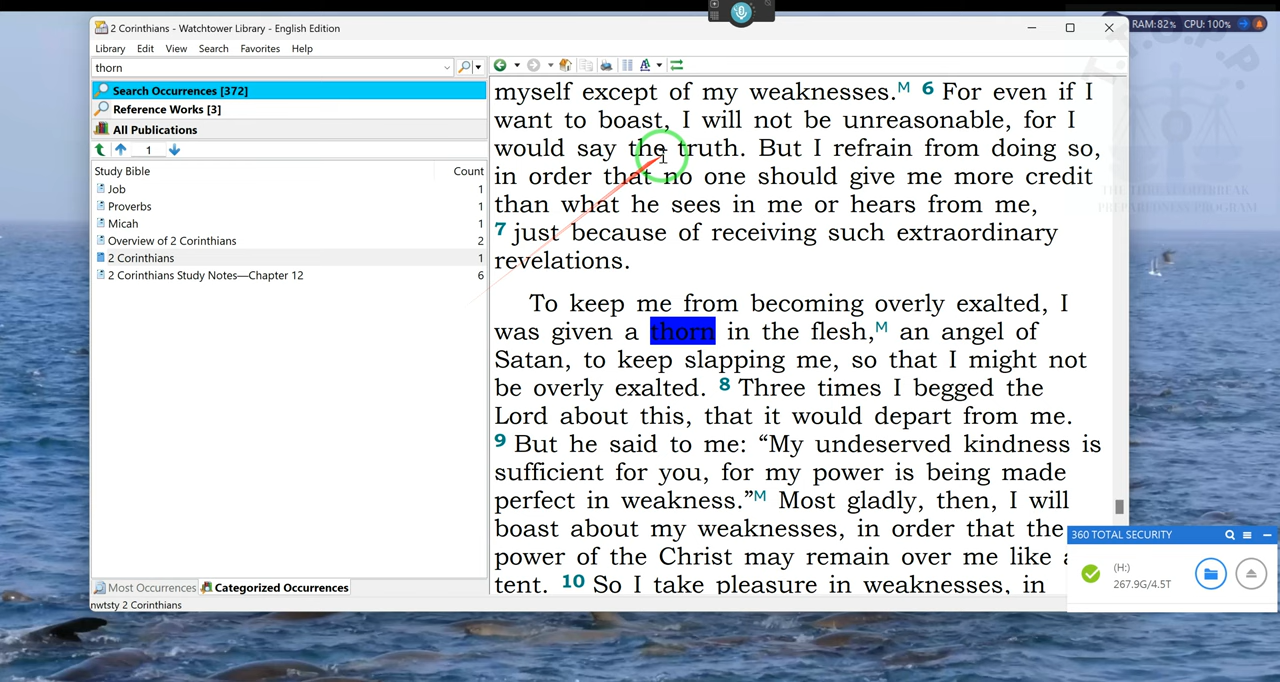 2 Corinthians - Watchtower Library - English Edition
RAM:82% CPU: 100%
Library Edit View Search Favorites Help
thorn
Search Occurrences [372]
Reference Works [3]
All Publications
1
Study Bible Count
Job 1
Proverbs 1
Micah 1
Overview of 2 Corinthians 2
2 Corinthians 1
2 Corinthians Study Notes—Chapter 12 6
Most Occurrences Categorized Occurrences
nwtsty 2 Corinthians
myself except of my weaknesses.M 6 For even if I
want to boast, I will not be unreasonable, for I
would say the truth. But I refrain from doing so,
in order that no one should give me more credit
than what he sees in me or hears from me,
7 just because of receiving such extraordinary
revelations.
To keep me from becoming overly exalted, I
was given a thorn in the flesh,M an angel of
Satan, to keep slapping me, so that I might not
be overly exalted. 8 Three times I begged the
Lord about this, that it would depart from me.
9 But he said to me: “My undeserved kindness is
sufficient for you, for my power is being made
perfect in weakness.”M Most gladly, then, I will
boast about my weaknesses, in order that the
power of the Christ may remain over me like a
tent. 10 So I take pleasure in weaknesses, in
T.T.O.P.P.
THE THREAT OUTBREAK
PREPAREDNESS PROGRAM
360 TOTAL SECURITY
(H:)
267.9G/4.5T